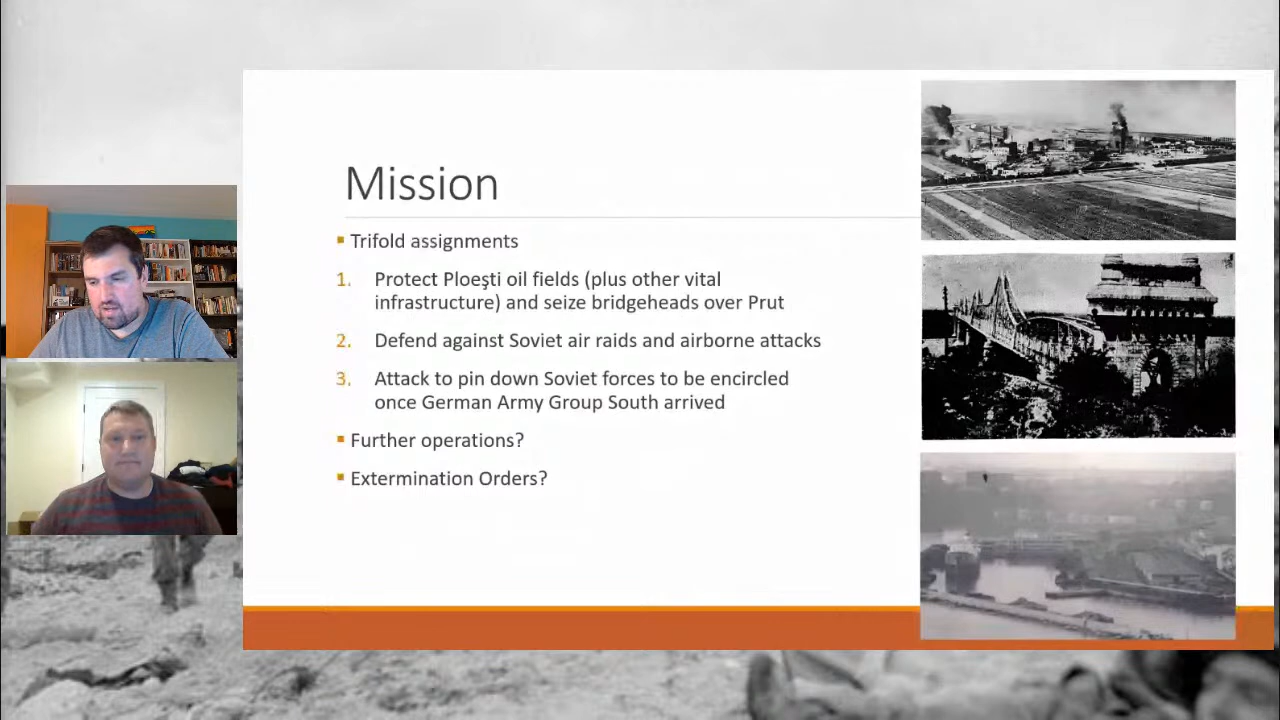 Mission
Trifold assignments
1. Protect Ploeşti oil fields (plus other vital
infrastructure) and seize bridgeheads over Prut
2. Defend against Soviet air raids and airborne attacks
3. Attack to pin down Soviet forces to be encircled
once German Army Group South arrived
Further operations?
Extermination Orders?